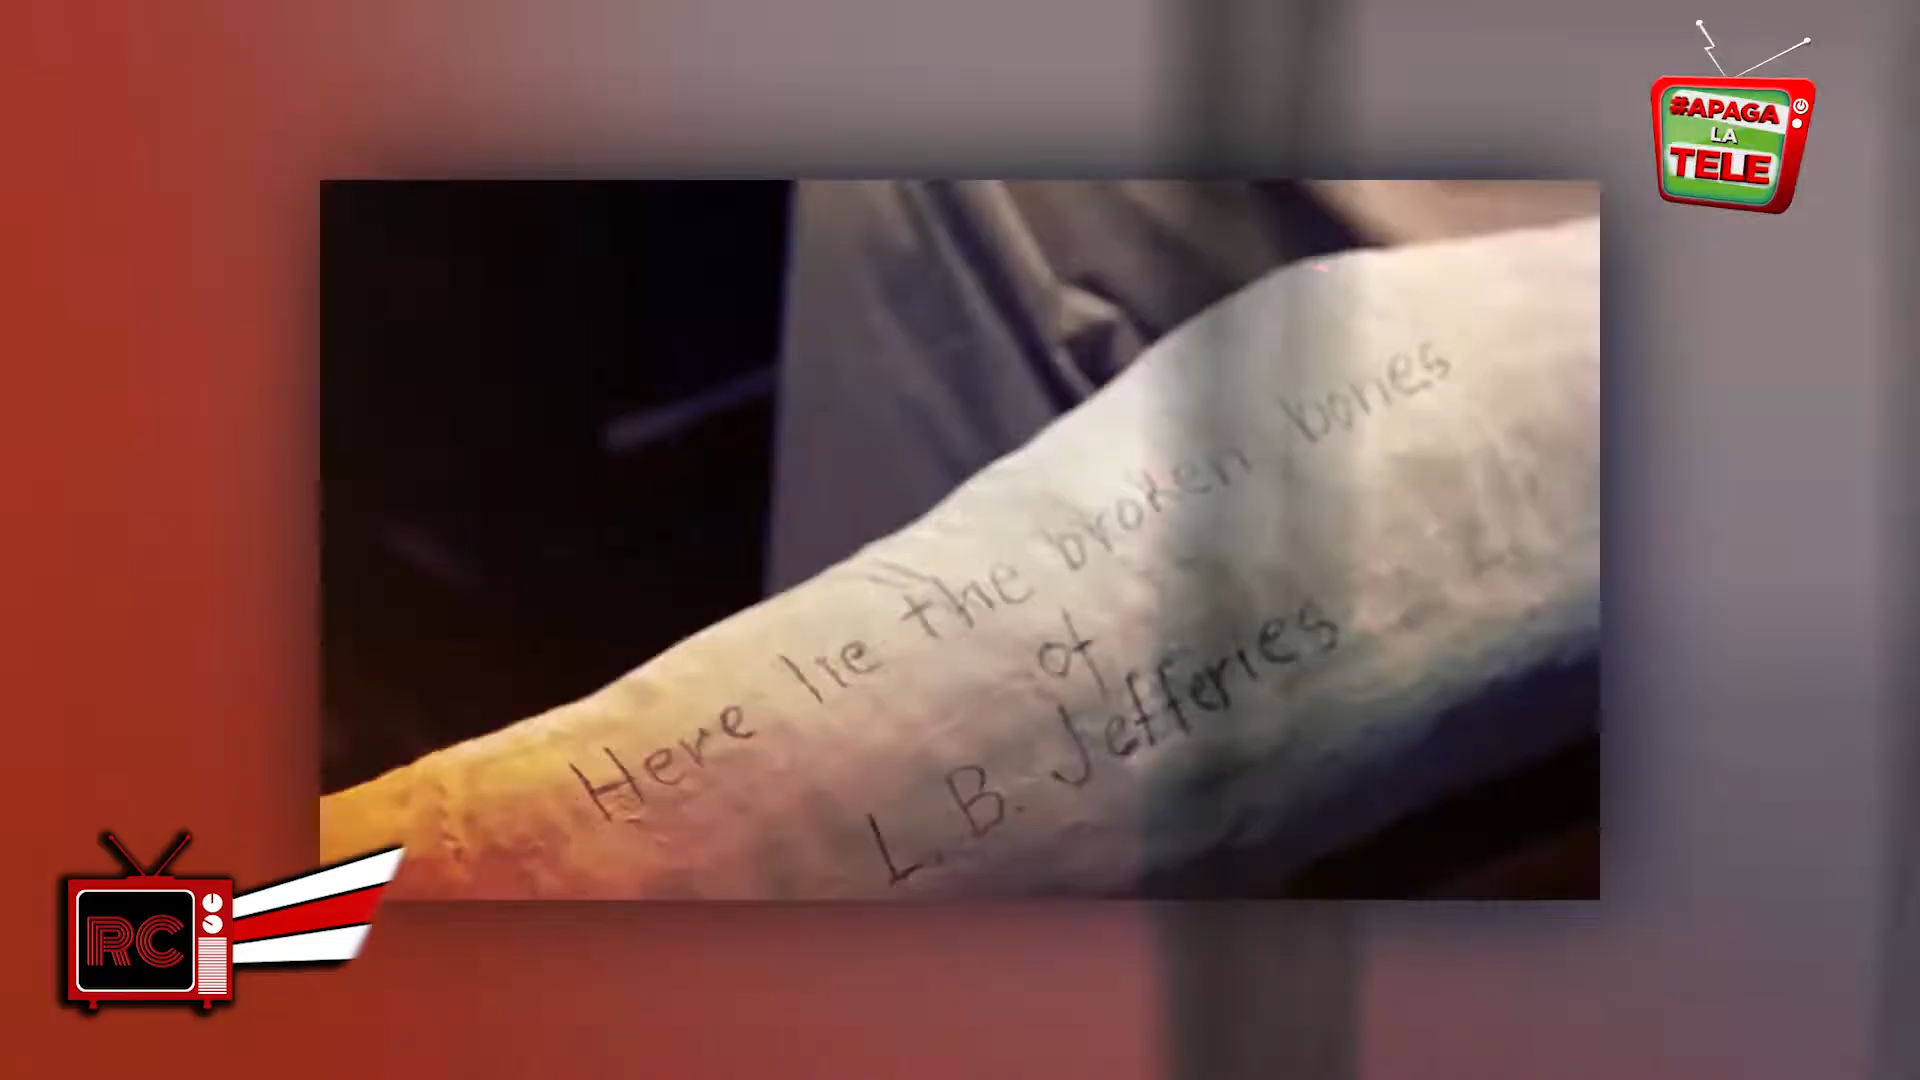 #APAGA
LA
TELE
Here lie the broken bones
of
L. B. Jefferies
RC